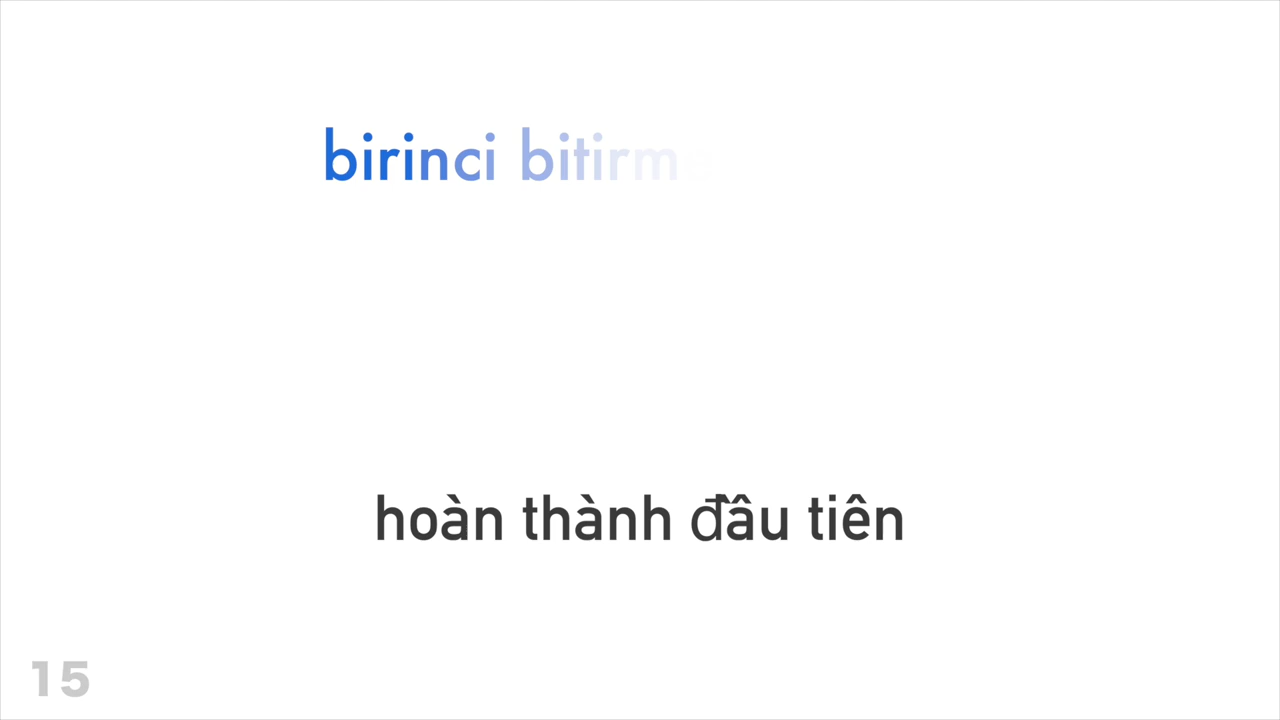 birinci bitirme
hoàn thành đầu tiên
15